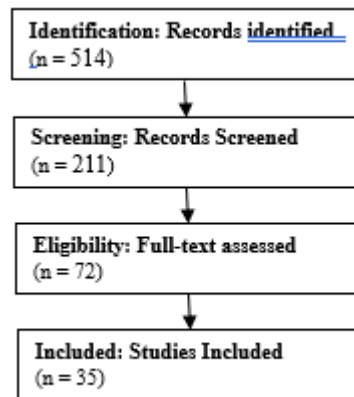 Identification: Records identified
(n = 514)
Screening: Records Screened
(n = 211)
Eligibility: Full-text assessed
(n = 72)
Included: Studies Included
(n = 35)